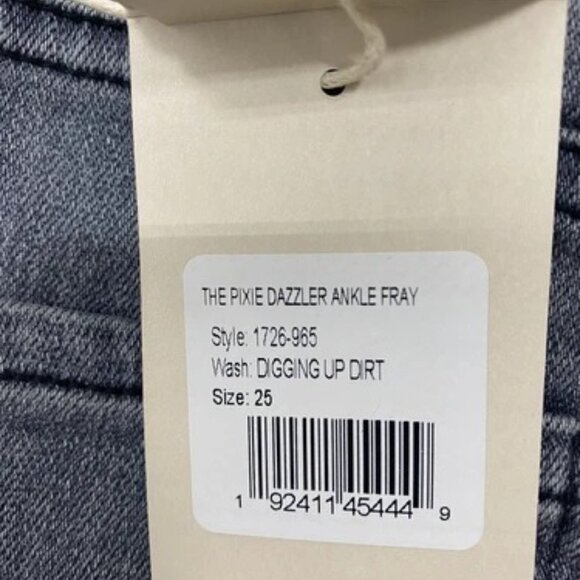 THE PIXIE DAZZLER ANKLE FRAY
Style: 1726-965
Wash: DIGGING UP DIRT
Size: 25
1 92411 45444 9